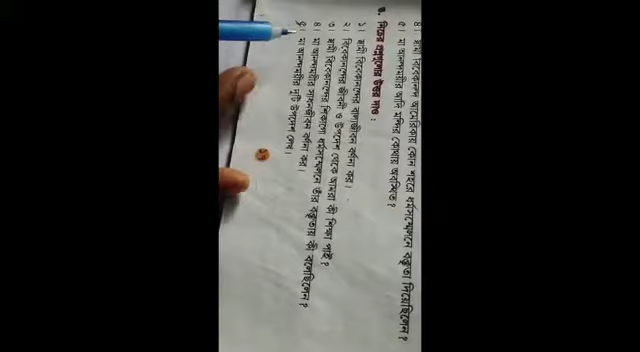 ৪। স্বামী বিবেকানন্দ আমেরিকায় কোন শহরে ধর্মসম্মেলনে বক্তৃতা দিয়েছিলেন?
৫। মা আনন্দময়ীর আদি মন্দির কোথায় অবস্থিত?
ঙ. নিচের প্রশ্নগুলোর উত্তর দাও :
১। স্বামী বিবেকানন্দের বাল্যজীবন বর্ণনা কর।
২। বিবেকানন্দের জীবনী ও উপদেশ থেকে আমরা কী শিক্ষা পাই?
৩। স্বামী বিবেকানন্দের শিকাগো ধর্মসম্মেলনে তাঁর বক্তৃতায় কী বলেছিলেন?
৪। মা আনন্দময়ীর সাধনজীবন বর্ণনা কর।
৫। মা আনন্দময়ীর দুটি উপদেশ লেখ।